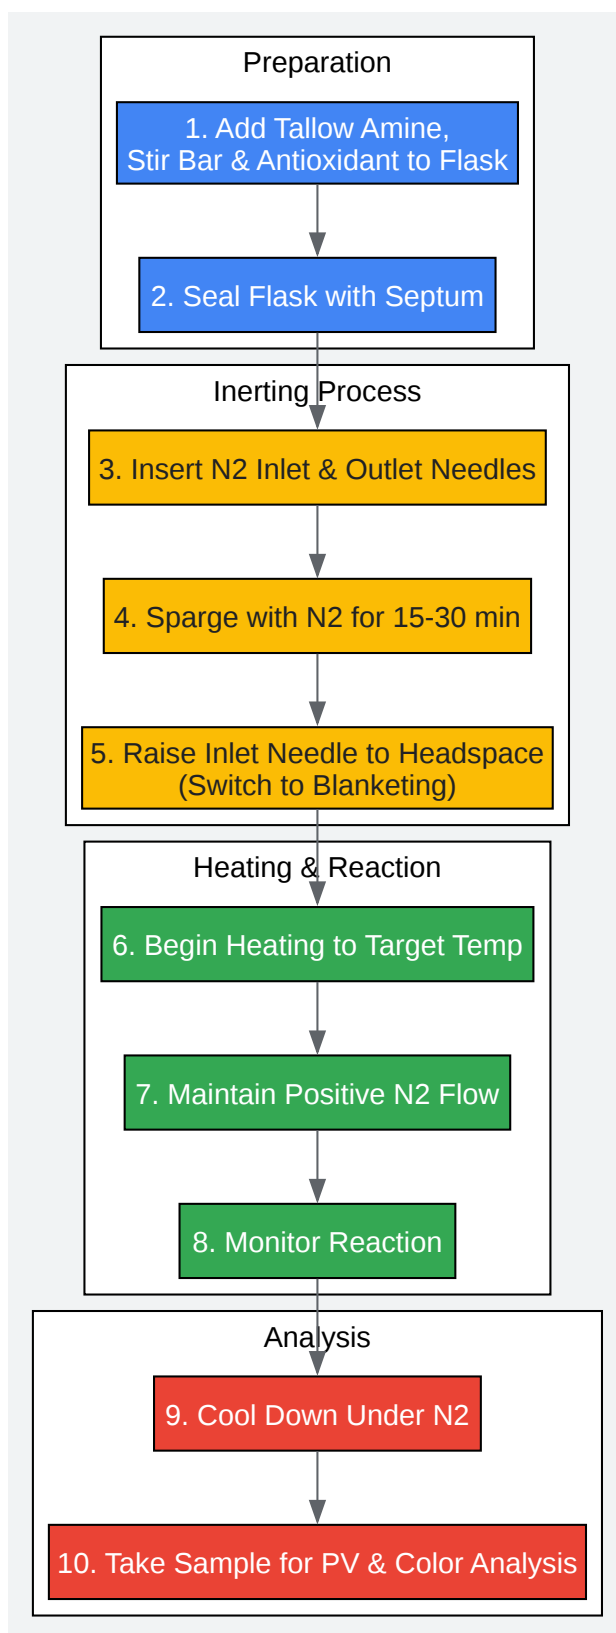 Preparation
1. Add Tallow Amine,
Stir Bar & Antioxidant to Flask
2. Seal Flask with Septum
Inerting Process
3. Insert N2 Inlet & Outlet Needles
4. Sparge with N2 for 15-30 min
5. Raise Inlet Needle to Headspace
(Switch to Blanketing)
Heating & Reaction
6. Begin Heating to Target Temp
7. Maintain Positive N2 Flow
8. Monitor Reaction
Analysis
9. Cool Down Under N2
10. Take Sample for PV & Color Analysis